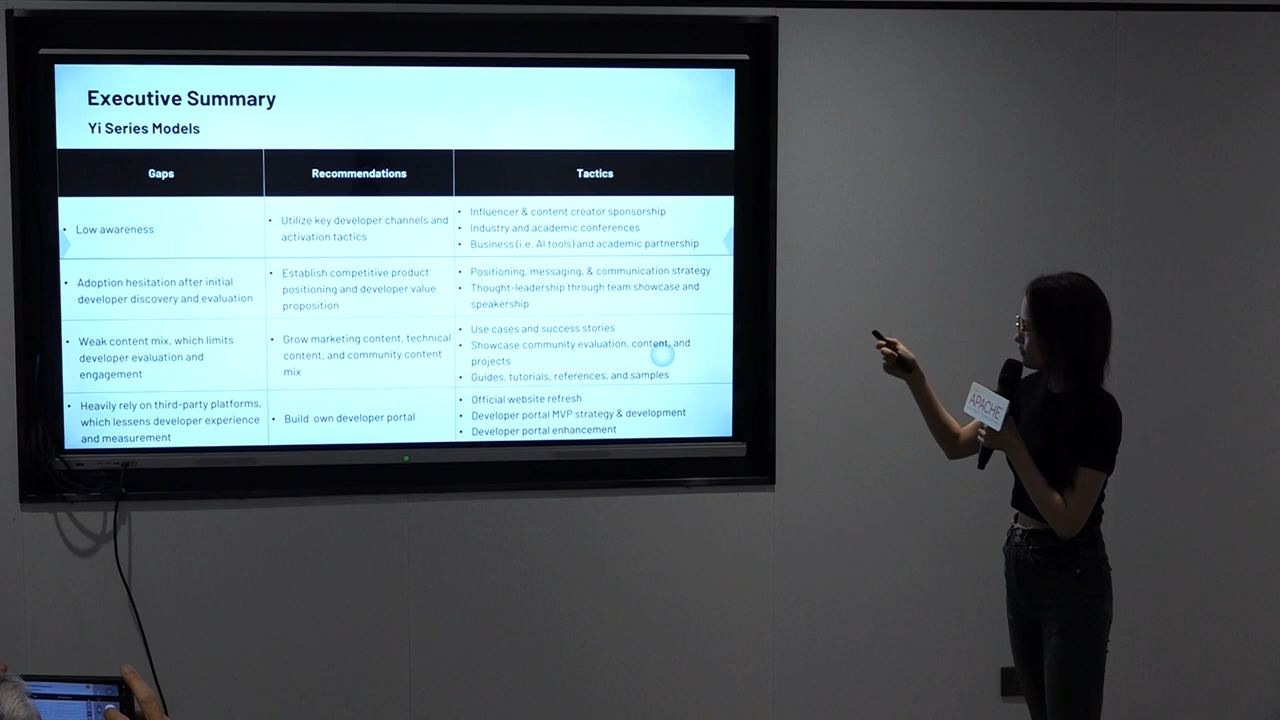 Executive Summary
Yi Series Models
Gaps
Recommendations
Tactics
• Low awareness
• Utilize key developer channels and
activation tactics
• Influencer & content creator sponsorship
• Industry and academic conferences
• Business (i.e. AI tools) and academic partnership
• Adoption hesitation after initial
developer discovery and evaluation
• Establish competitive product
positioning and developer value
proposition
• Positioning, messaging, & communication strategy
• Thought-leadership through team showcase and
speakership
• Weak content mix, which limits
developer evaluation and
engagement
• Grow marketing content, technical
content, and community content
mix
• Use cases and success stories
• Showcase community evaluation, content, and
projects
• Guides, tutorials, references, and samples
• Heavily rely on third-party platforms,
which lessens developer experience
and measurement
• Build own developer portal
• Official website refresh
• Developer portal MVP strategy & development
• Developer portal enhancement
APACHE